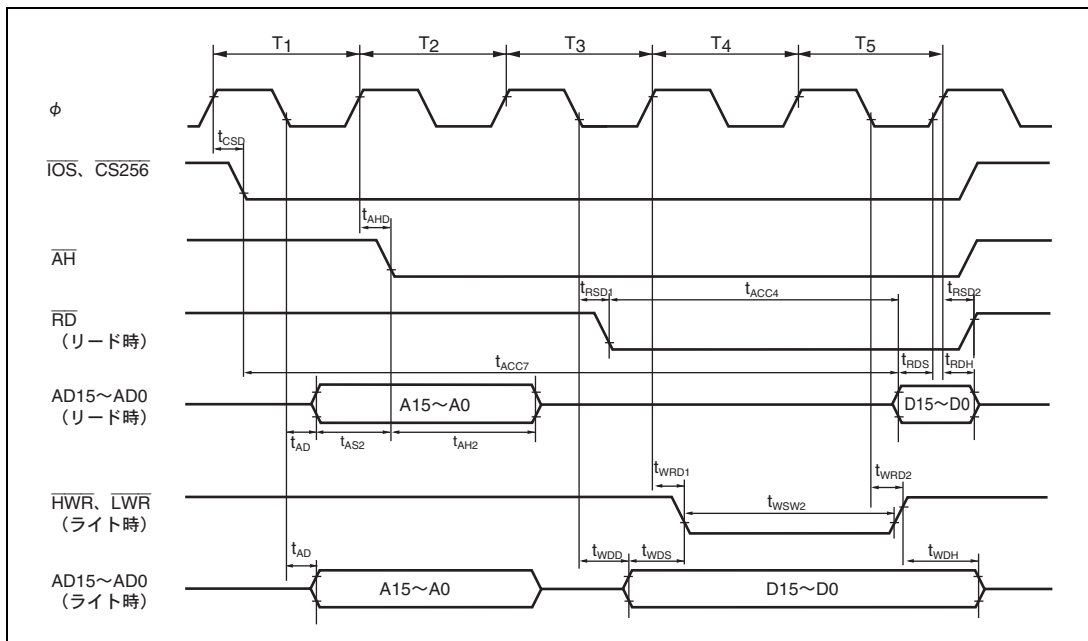 T1 T2 T3 T4 T5
φ
tCSD
IOS、CS256
tAHD
AH
tRSD1 tACC4 tRSD2
RD
（リード時）
tACC7 tRDS tRDH
AD15〜AD0
（リード時）
A15〜A0 D15〜D0
tAD tAS2 tAH2
tWRD1 tWRD2
HWR、LWR
（ライト時）
tWSW2
tAD tWDD tWDS tWDH
AD15〜AD0
（ライト時）
A15〜A0 D15〜D0